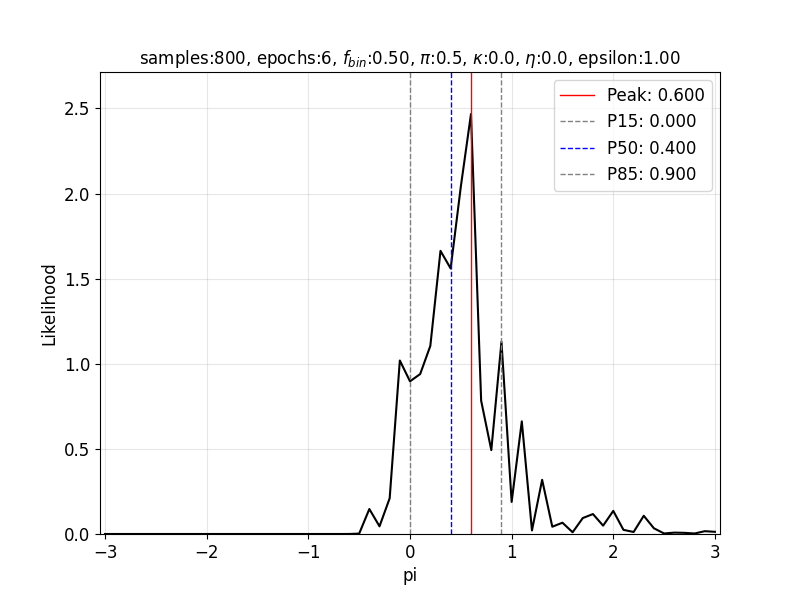 samples:800, epochs:6, f_bin:0.50, π:0.5, κ:0.0, η:0.0, epsilon:1.00
Peak: 0.600
P15: 0.000
P50: 0.400
P85: 0.900
Likelihood
2.5
2.0
1.5
1.0
0.5
0.0
−3 −2 −1 0 1 2 3
pi